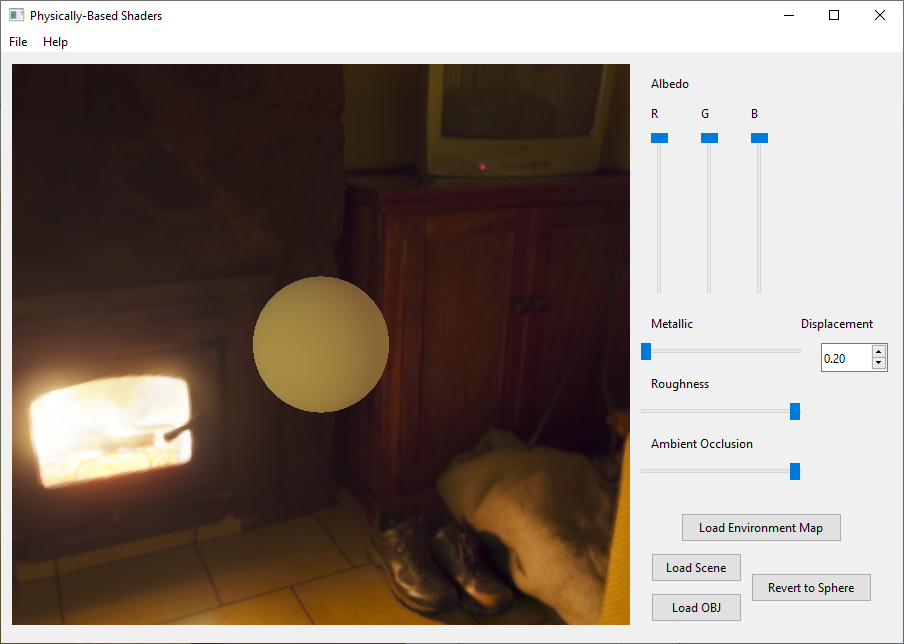 Physically-Based Shaders
File Help
Albedo
R G B
Metallic Displacement
0.20
Roughness
Ambient Occlusion
Load Environment Map
Load Scene
Revert to Sphere
Load OBJ